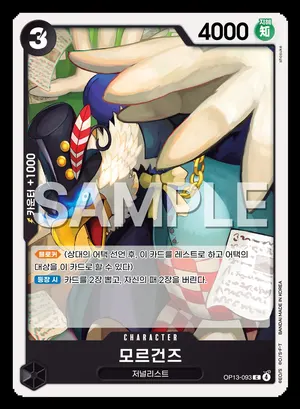 3
4000
지혜
知
카운터 +1000
SAMPLE
블로커 (상대의 어택 선언 후, 이 카드를 레스트로 하고 어택의
대상을 이 카드로 할 수 있다)
등장 시 카드를 2장 뽑고, 자신의 패 2장을 버린다.
CHARACTER
모르건즈
저널리스트
OP13-093 C
BANDAI MADE IN KOREA